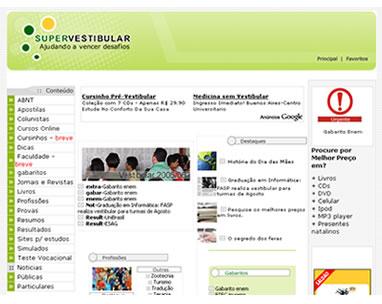 SUPERVESTIBULAR
Ajudando a vencer desafios
Principal | Favoritos
:: Conteúdo
ABNT
Apostilas
Colunistas
Cursos Online
Cursinhos - breve
Dicas
Faculdade -
breve
gabaritos
Jornais e Revistas
Livros
Profissões
Provas
Resumos
Resultados
Sites p/ estudos
Simulados
Teste Vocacional
Noticias
Públicas
Particulares
Cursinho Pré-Vestibular
Coleção com 7 CDs - Apenas R$ 29,90
Estude No Conforto Da Sua Casa
Medicina sem Vestibular
Ingresso Imediato! Buenos Aires-Centro
Universitario
Anúncios Google
Vestibular 2005/06
extra-Gabarito enem
gabar-Gabarito enem
enem-Gabarito enem
Not-Graduação em Informática: FASP
realiza vestibular para turmas de Agosto
Result-UniBrasil
Result-ESAG
Destaques
História do Dia das Mães
Graduação em Informática:
FASP realiza vestibular para
turmas de Agosto
Pesquise os melhores preços
em livros.
O segredo dos feras
Profissões
Outras
Zootecnia
Turismo
Tradução
Terapia
Gabaritos
Gabarito enem
Urgente
Gabarito Enem
Procure por
Melhor Preço
em?
+ Livros
+ CDs
+ DVD
+ Celular
+ Ipod
+ MP3 player
+ Presentes
natalinos